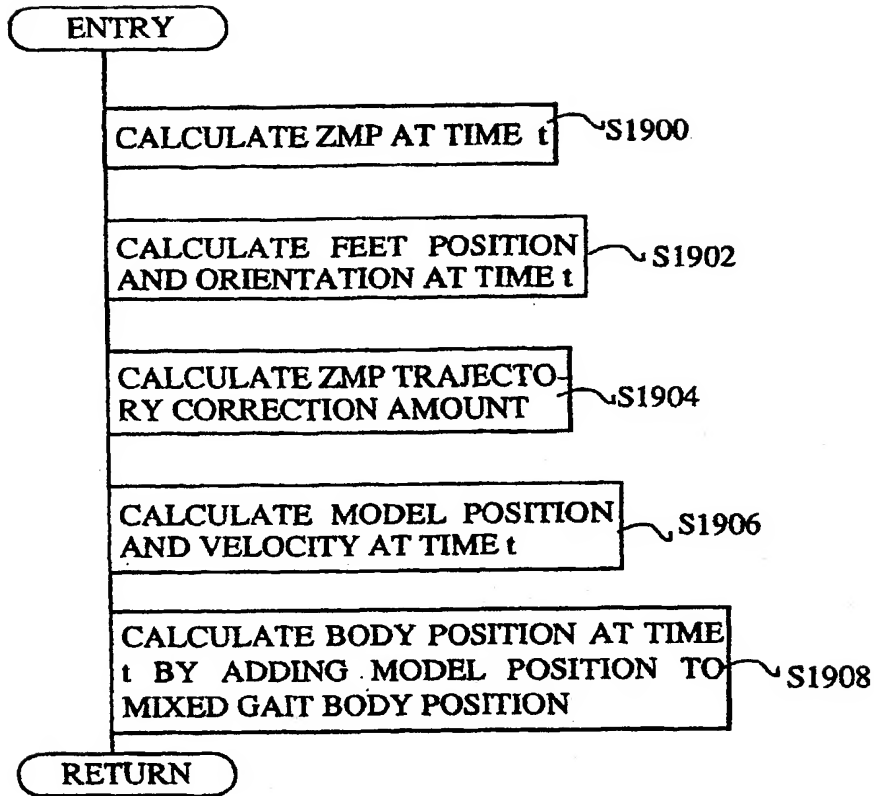 ENTRY
CALCULATE ZMP AT TIME t
S1900
CALCULATE FEET POSITION
AND ORIENTATION AT TIME t
S1902
CALCULATE ZMP TRAJECTO-
RY CORRECTION AMOUNT
S1904
CALCULATE MODEL POSITION
AND VELOCITY AT TIME t
S1906
CALCULATE BODY POSITION AT TIME
t BY ADDING MODEL POSITION TO
MIXED GAIT BODY POSITION
S1908
RETURN